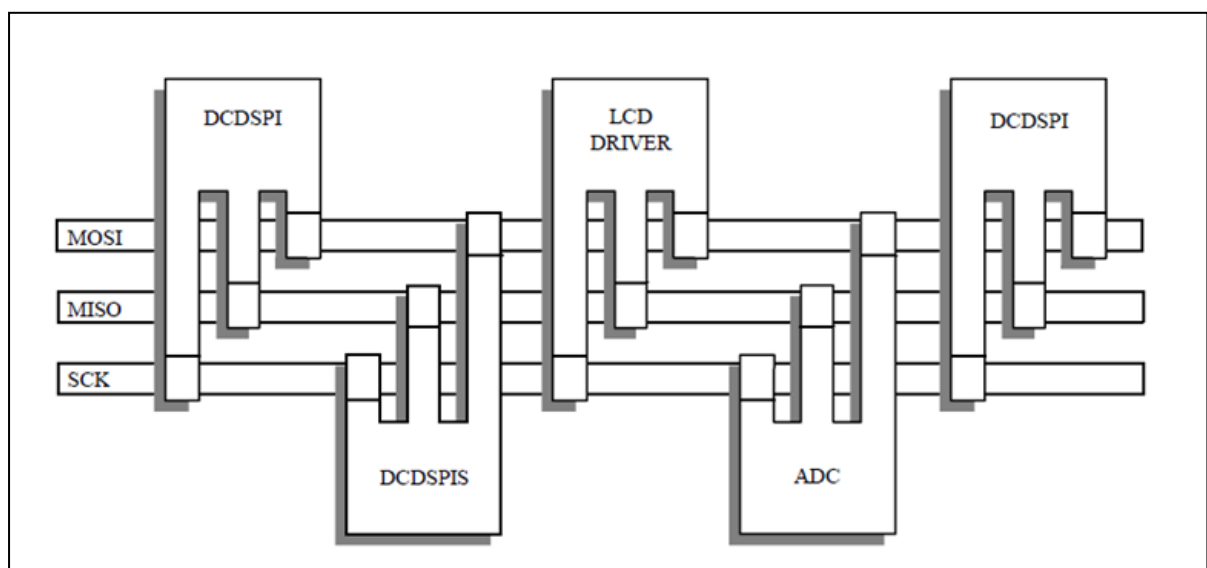 DCDSPI
LCD
DRIVER
DCDSPI
MOSI
MISO
SCK
DCDSPIS
ADC